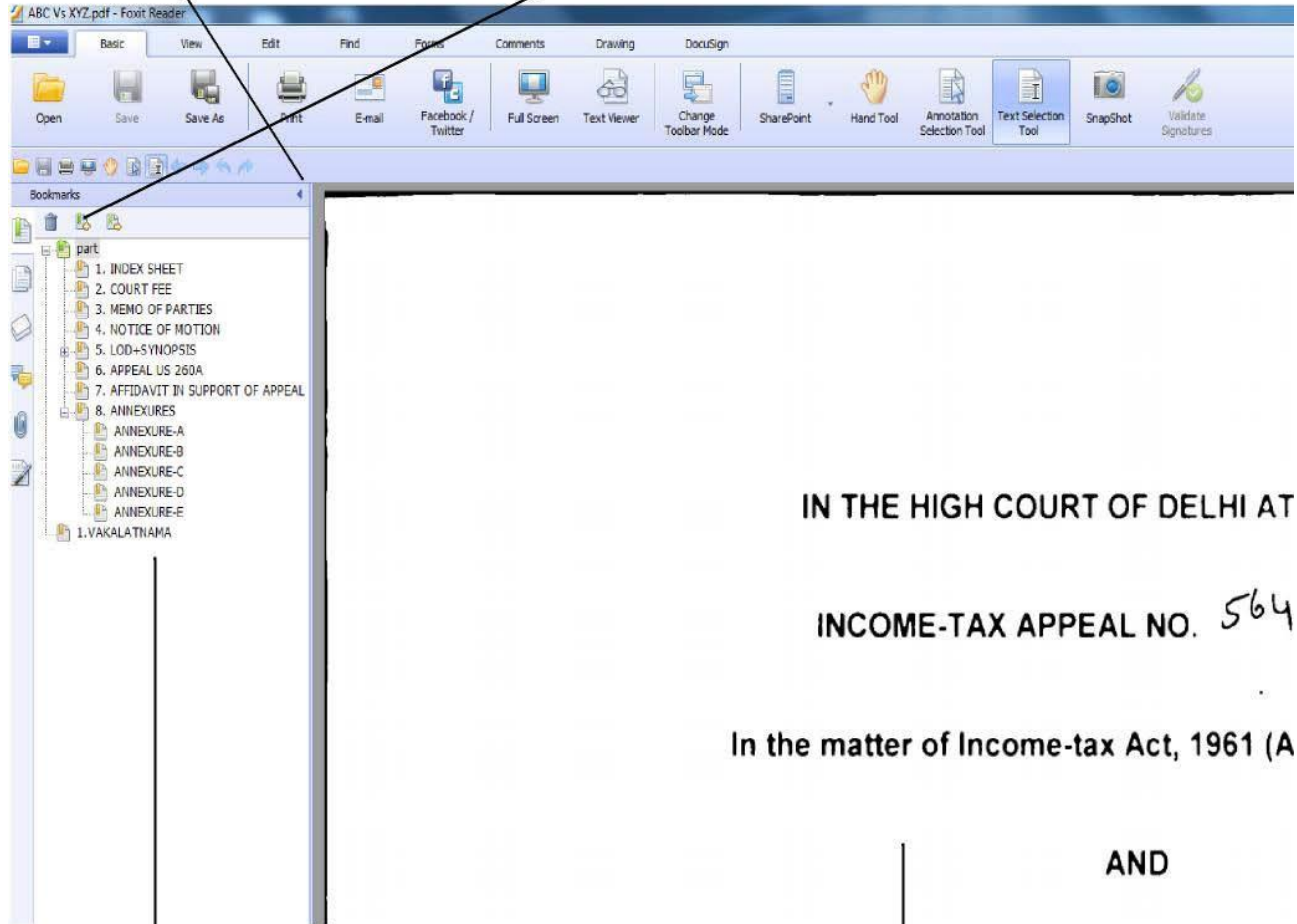 ABC Vs XYZ.pdf - Foxit Reader
Basic View Edit Find Forms Comments Drawing DocuSign
Open Save Save As Print E-mail Facebook / Twitter Full Screen Text Viewer Change Toolbar Mode SharePoint Hand Tool Annotation Selection Tool Text Selection Tool SnapShot Validate Signatures
Bookmarks
part
1. INDEX SHEET
2. COURT FEE
3. MEMO OF PARTIES
4. NOTICE OF MOTION
5. LOD+SYNOPSIS
6. APPEAL US 260A
7. AFFIDAVIT IN SUPPORT OF APPEAL
8. ANNEXURES
ANNEXURE-A
ANNEXURE-B
ANNEXURE-C
ANNEXURE-D
ANNEXURE-E
1.VAKALATNAMA
IN THE HIGH COURT OF DELHI AT
INCOME-TAX APPEAL NO. 564
In the matter of Income-tax Act, 1961 (A
AND